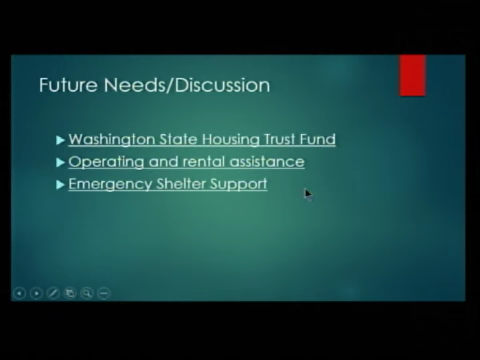 Future Needs/Discussion
Washington State Housing Trust Fund
Operating and rental assistance
Emergency Shelter Support